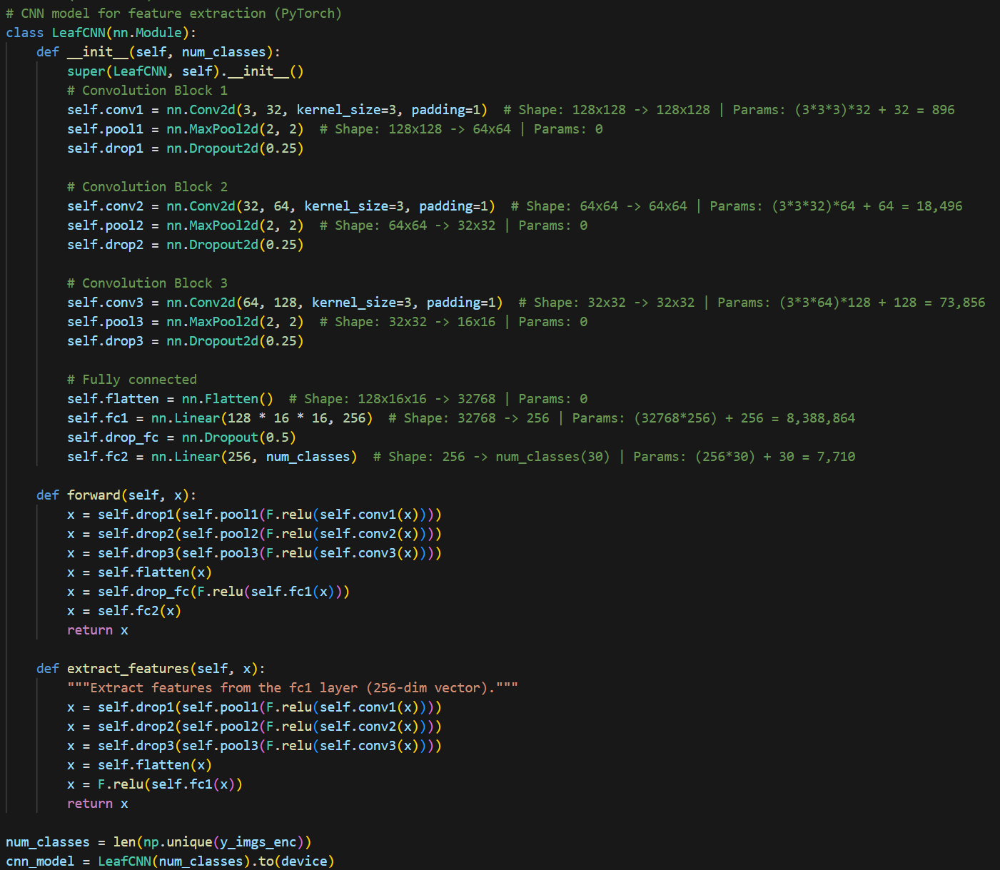 # CNN model for feature extraction (PyTorch)
class LeafCNN(nn.Module):
    def __init__(self, num_classes):
        super(LeafCNN, self).__init__()
        # Convolution Block 1
        self.conv1 = nn.Conv2d(3, 32, kernel_size=3, padding=1)  # Shape: 128x128 -> 128x128 | Params: (3*3*3)*32 + 32 = 896
        self.pool1 = nn.MaxPool2d(2, 2)  # Shape: 128x128 -> 64x64 | Params: 0
        self.drop1 = nn.Dropout2d(0.25)

        # Convolution Block 2
        self.conv2 = nn.Conv2d(32, 64, kernel_size=3, padding=1)  # Shape: 64x64 -> 64x64 | Params: (3*3*32)*64 + 64 = 18,496
        self.pool2 = nn.MaxPool2d(2, 2)  # Shape: 64x64 -> 32x32 | Params: 0
        self.drop2 = nn.Dropout2d(0.25)

        # Convolution Block 3
        self.conv3 = nn.Conv2d(64, 128, kernel_size=3, padding=1)  # Shape: 32x32 -> 32x32 | Params: (3*3*64)*128 + 128 = 73,856
        self.pool3 = nn.MaxPool2d(2, 2)  # Shape: 32x32 -> 16x16 | Params: 0
        self.drop3 = nn.Dropout2d(0.25)

        # Fully connected
        self.flatten = nn.Flatten()  # Shape: 128x16x16 -> 32768 | Params: 0
        self.fc1 = nn.Linear(128 * 16 * 16, 256)  # Shape: 32768 -> 256 | Params: (32768*256) + 256 = 8,388,864
        self.drop_fc = nn.Dropout(0.5)
        self.fc2 = nn.Linear(256, num_classes)  # Shape: 256 -> num_classes(30) | Params: (256*30) + 30 = 7,710

    def forward(self, x):
        x = self.drop1(self.pool1(F.relu(self.conv1(x))))
        x = self.drop2(self.pool2(F.relu(self.conv2(x))))
        x = self.drop3(self.pool3(F.relu(self.conv3(x))))
        x = self.flatten(x)
        x = self.drop_fc(F.relu(self.fc1(x)))
        x = self.fc2(x)
        return x

    def extract_features(self, x):
        """Extract features from the fc1 layer (256-dim vector)."""
        x = self.drop1(self.pool1(F.relu(self.conv1(x))))
        x = self.drop2(self.pool2(F.relu(self.conv2(x))))
        x = self.drop3(self.pool3(F.relu(self.conv3(x))))
        x = self.flatten(x)
        x = F.relu(self.fc1(x))
        return x

num_classes = len(np.unique(y_imgs_enc))
cnn_model = LeafCNN(num_classes).to(device)